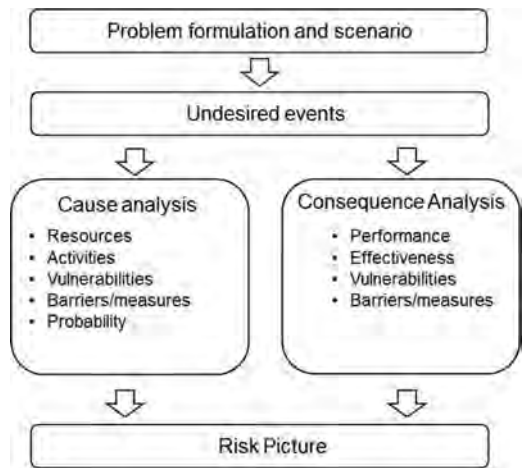 Problem formulation and scenario
Undesired events
Cause analysis
• Resources
• Activities
• Vulnerabilities
• Barriers/measures
• Probability
Consequence Analysis
• Performance
• Effectiveness
• Vulnerabilities
• Barriers/measures
Risk Picture